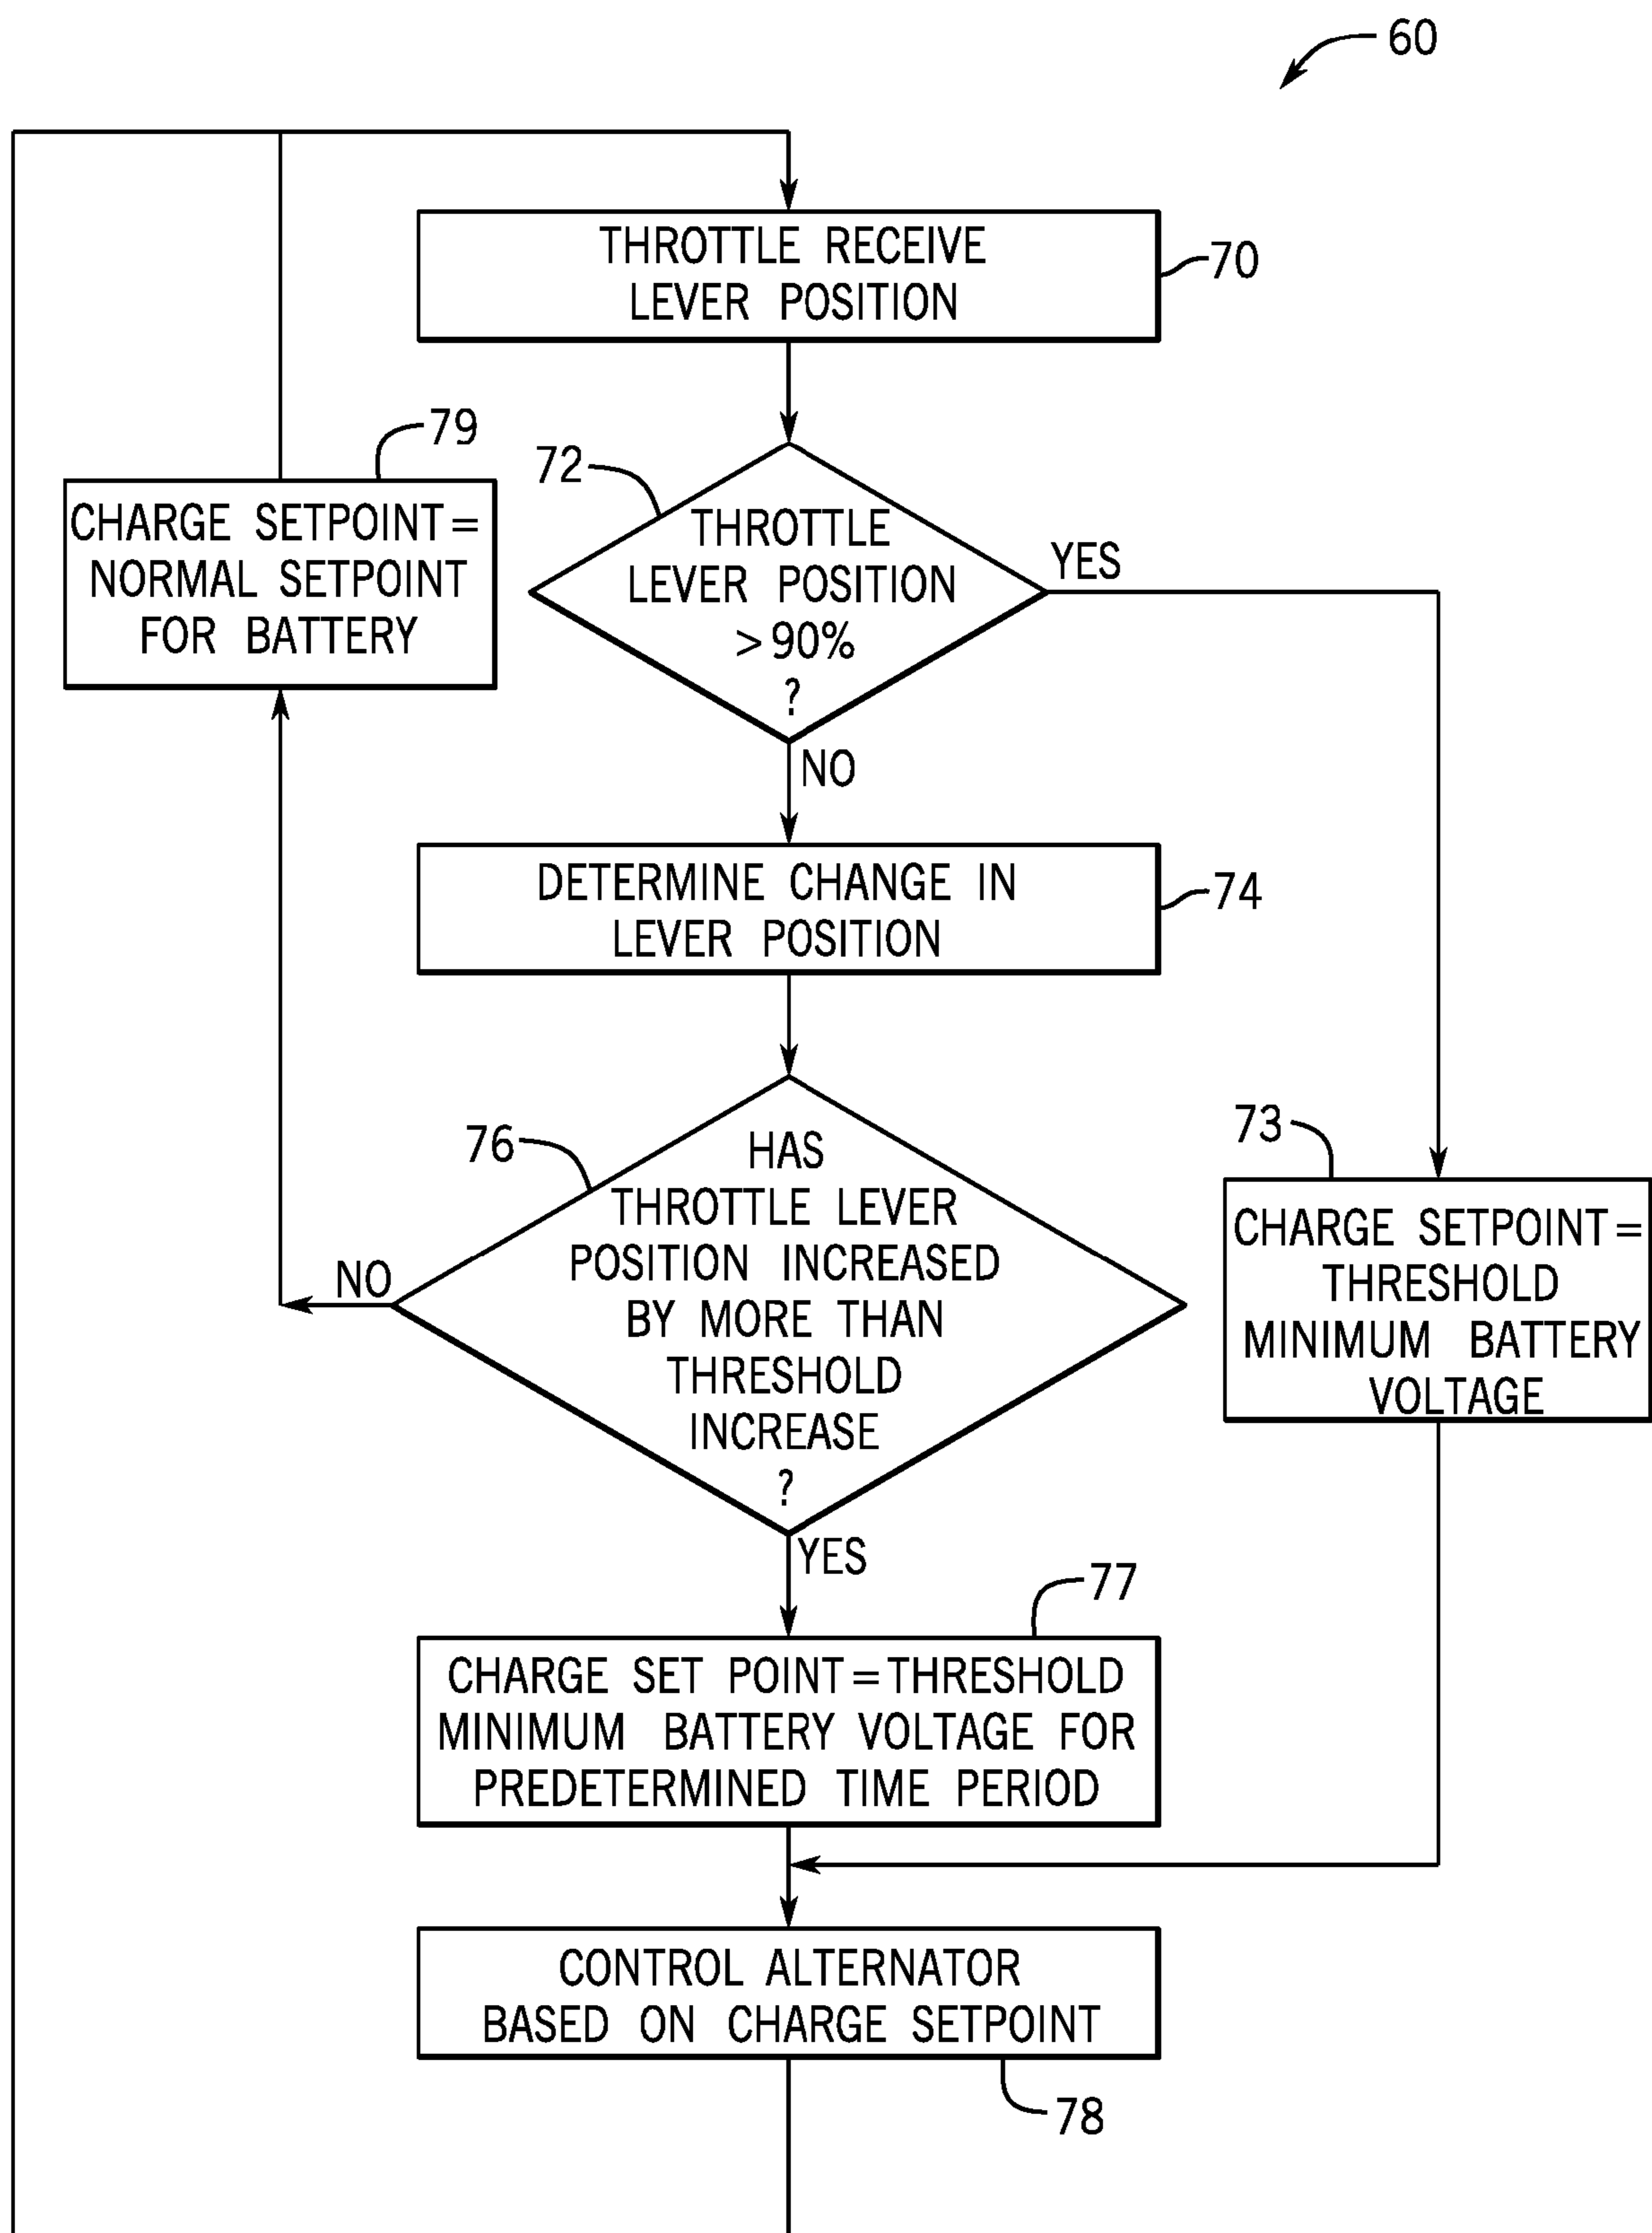 60
THROTTLE RECEIVE
LEVER POSITION
70
79
CHARGE SETPOINT=
NORMAL SETPOINT
FOR BATTERY
72
THROTTLE
LEVER POSITION
>90%
?
YES
NO
DETERMINE CHANGE IN
LEVER POSITION
74
76
HAS
THROTTLE LEVER
POSITION INCREASED
BY MORE THAN
THRESHOLD
INCREASE
?
NO
YES
73
CHARGE SETPOINT=
THRESHOLD
MINIMUM BATTERY
VOLTAGE
77
CHARGE SET POINT=THRESHOLD
MINIMUM BATTERY VOLTAGE FOR
PREDETERMINED TIME PERIOD
CONTROL ALTERNATOR
BASED ON CHARGE SETPOINT
78